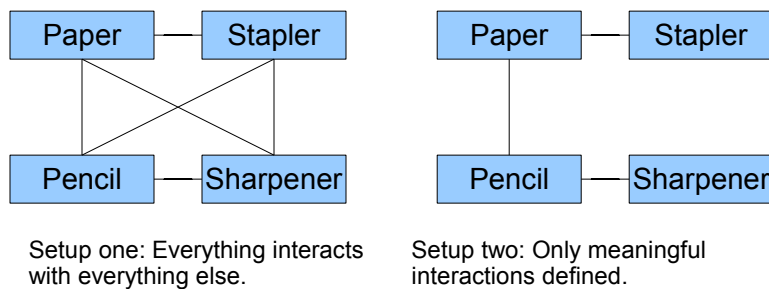 Paper
Stapler
Pencil
Sharpener
Setup one: Everything interacts
with everything else.
Paper
Stapler
Pencil
Sharpener
Setup two: Only meaningful
interactions defined.